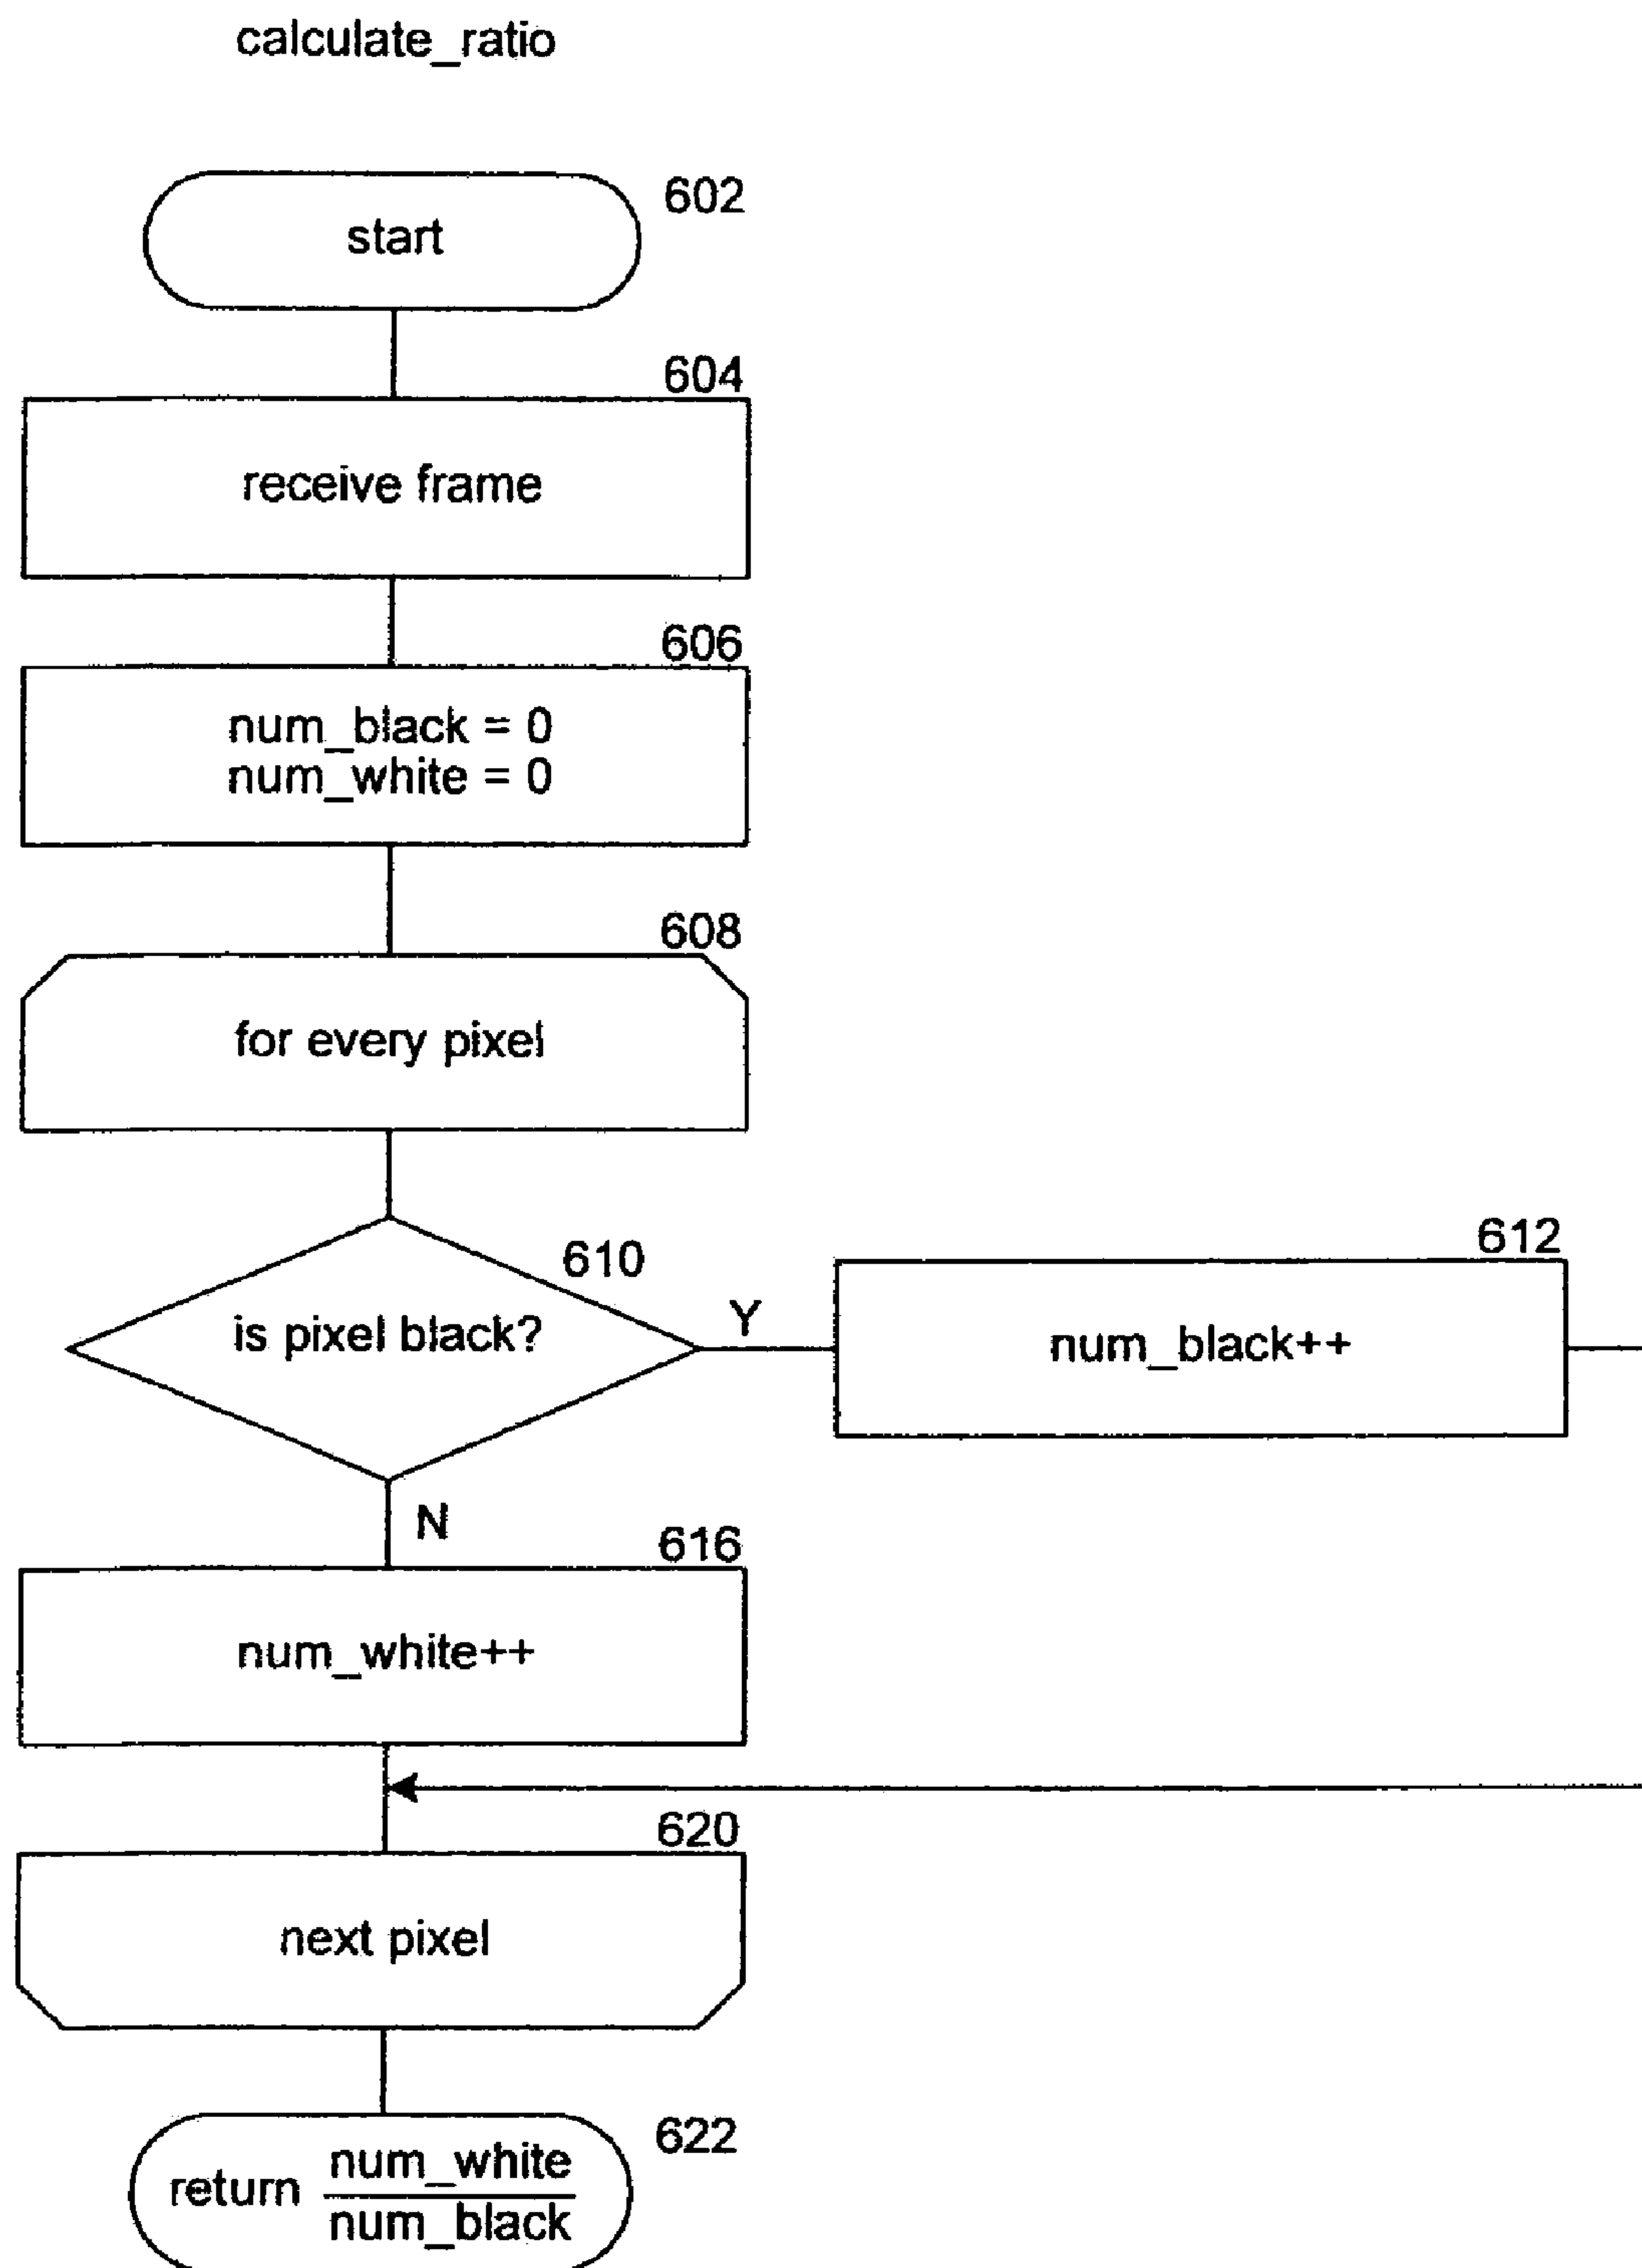 calculate_ratio
602
start
604
receive frame
606
num_black = 0
num_white = 0
608
for every pixel
610
is pixel black?
Y
612
num_black++
N
616
num_white++
620
next pixel
622
return num_white
num_black